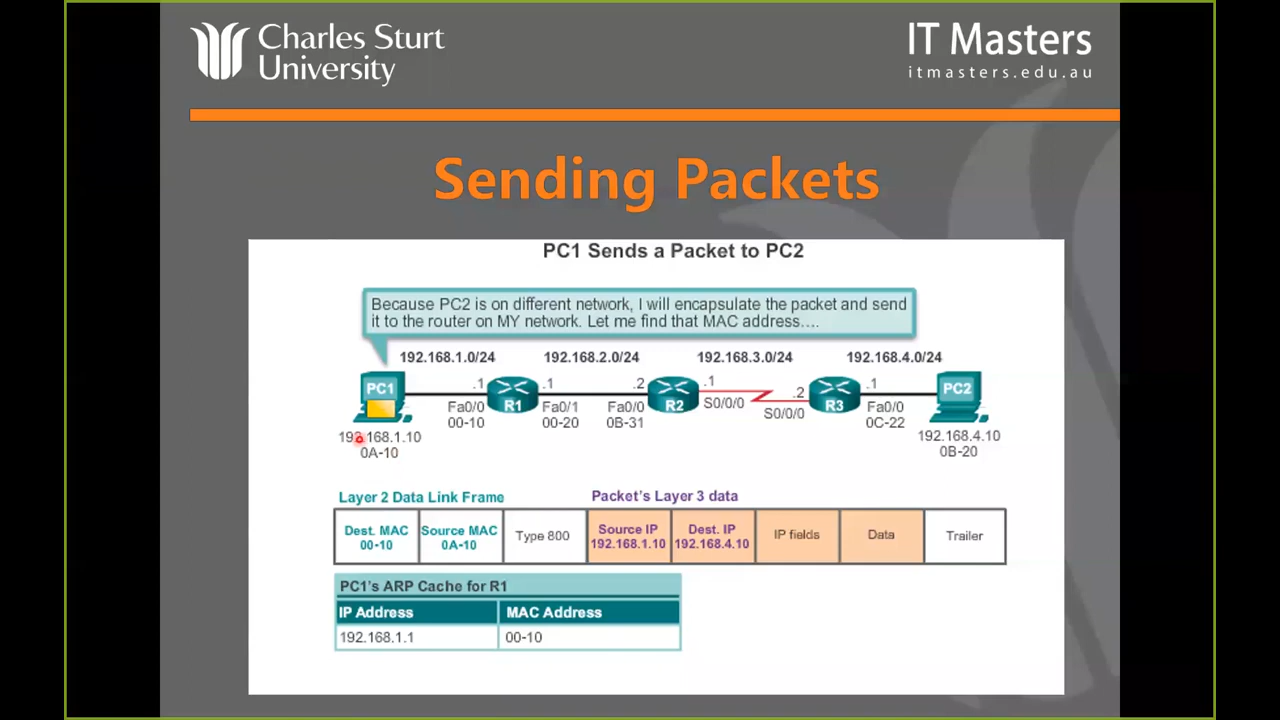 Charles Sturt
University
IT Masters
itmasters.edu.au
Sending Packets
PC1 Sends a Packet to PC2
Because PC2 is on different network, I will encapsulate the packet and send
it to the router on MY network. Let me find that MAC address....
192.168.1.0/24
192.168.2.0/24
192.168.3.0/24
192.168.4.0/24
PC1
.1
R1
.1
.2
R2
.1
.2
R3
.1
PC2
Fa0/0
00-10
Fa0/1
00-20
Fa0/0
0B-31
S0/0/0
S0/0/0
Fa0/0
0C-22
192.168.1.10
0A-10
192.168.4.10
0B-20
Layer 2 Data Link Frame
Packet's Layer 3 data
Dest. MAC
00-10
Source MAC
0A-10
Type 800
Source IP
192.168.1.10
Dest. IP
192.168.4.10
IP fields
Data
Trailer
PC1's ARP Cache for R1
IP Address MAC Address
192.168.1.1 00-10